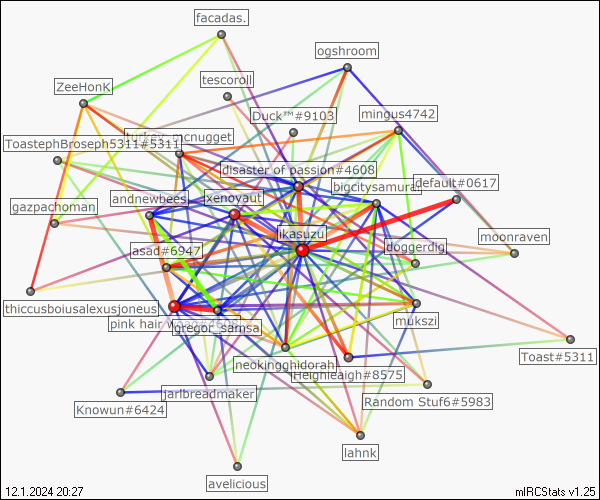 facadas.
ogshroom
tescoroll
ZeeHonK
Duck™#9103
mingus4742
turkey_mcnugget
ToastephBroseph5311#5311
disaster of passion#4608
bigcitysamurai
default#0617
andnewbees
xenoyaut
gazpachoman
ikasuzu
lasad#6947
doggerdig
moonraven
thiccusboiusalexusjoneus
pink hair
gregor_samsa
mukszi
Toast#5311
neokingghidorah
Heighleaigh#8575
jarlbreadmaker
Random Stuf6#5983
Knowun#6424
lahnk
avelicious
12.1.2024 20:27
mIRCStats v1.25